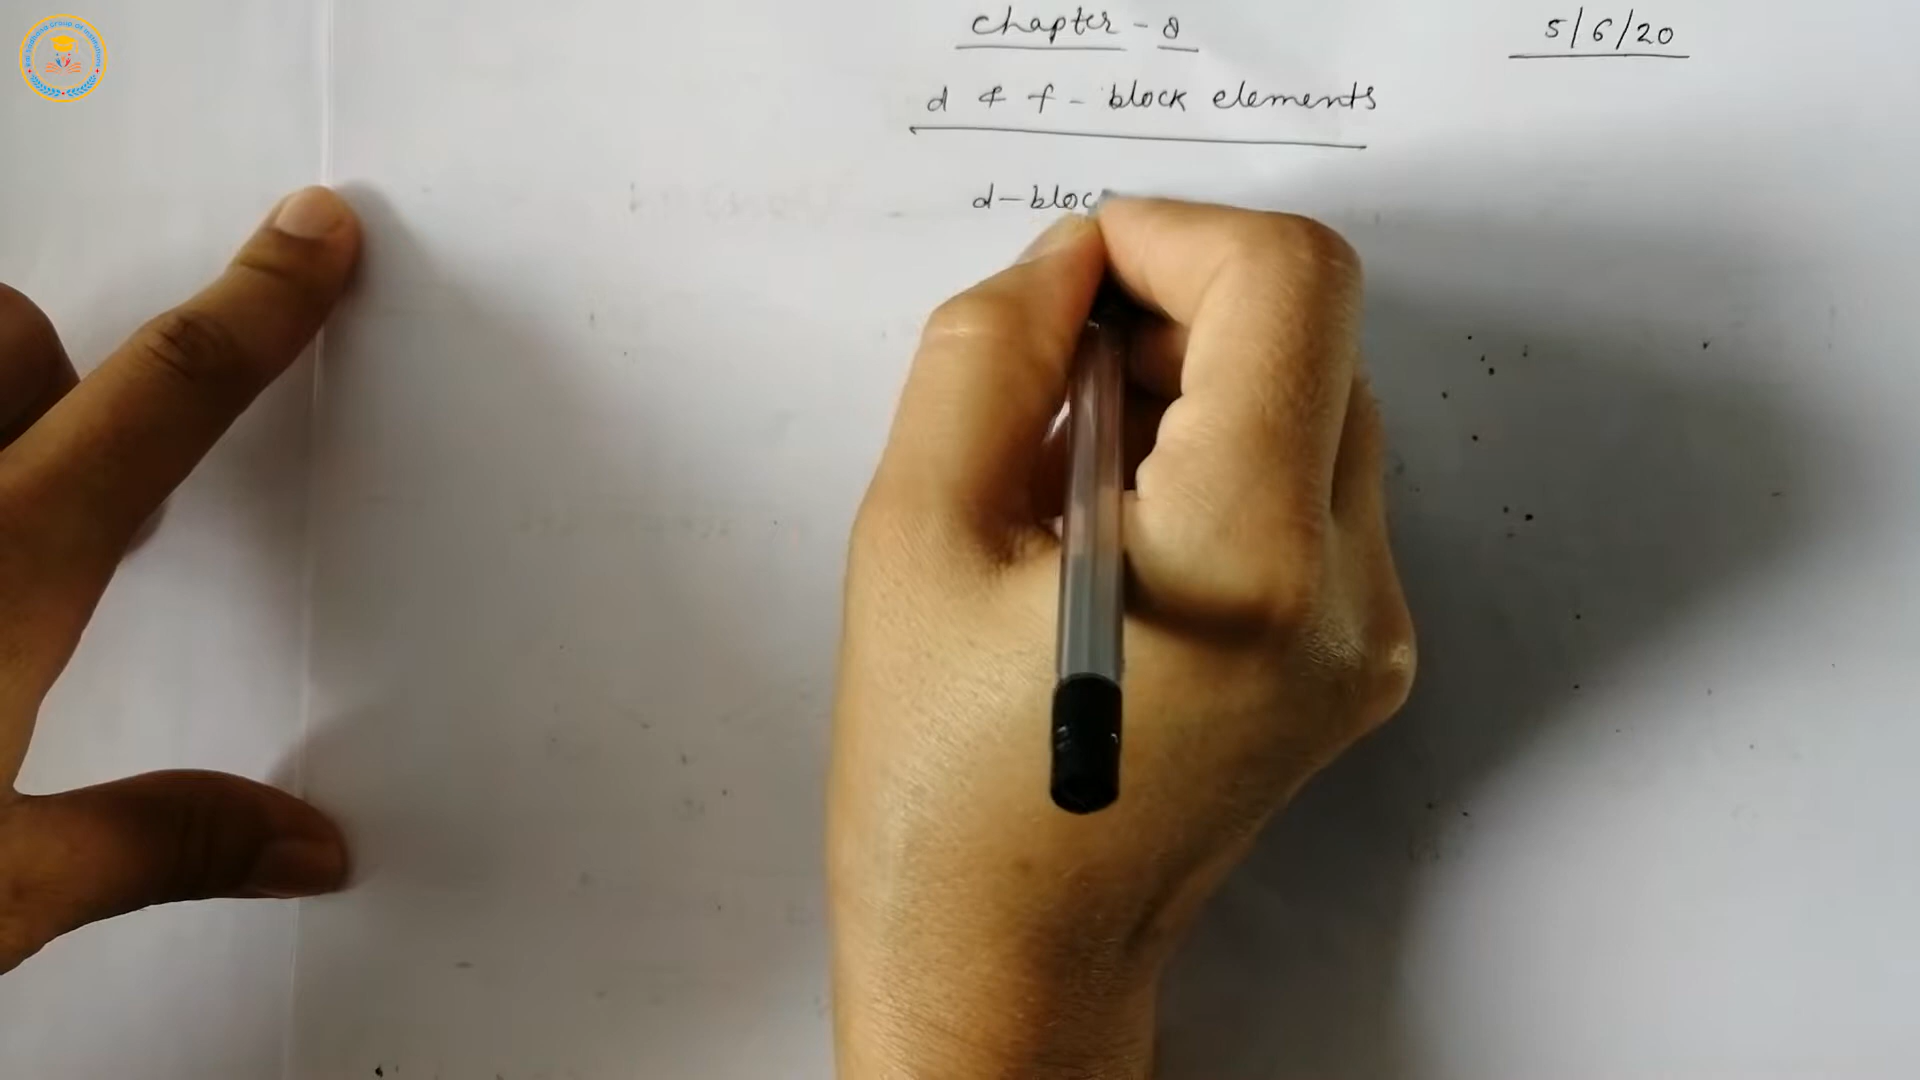 chapter - 8
5/6/20
d & f - block elements
d-bloc